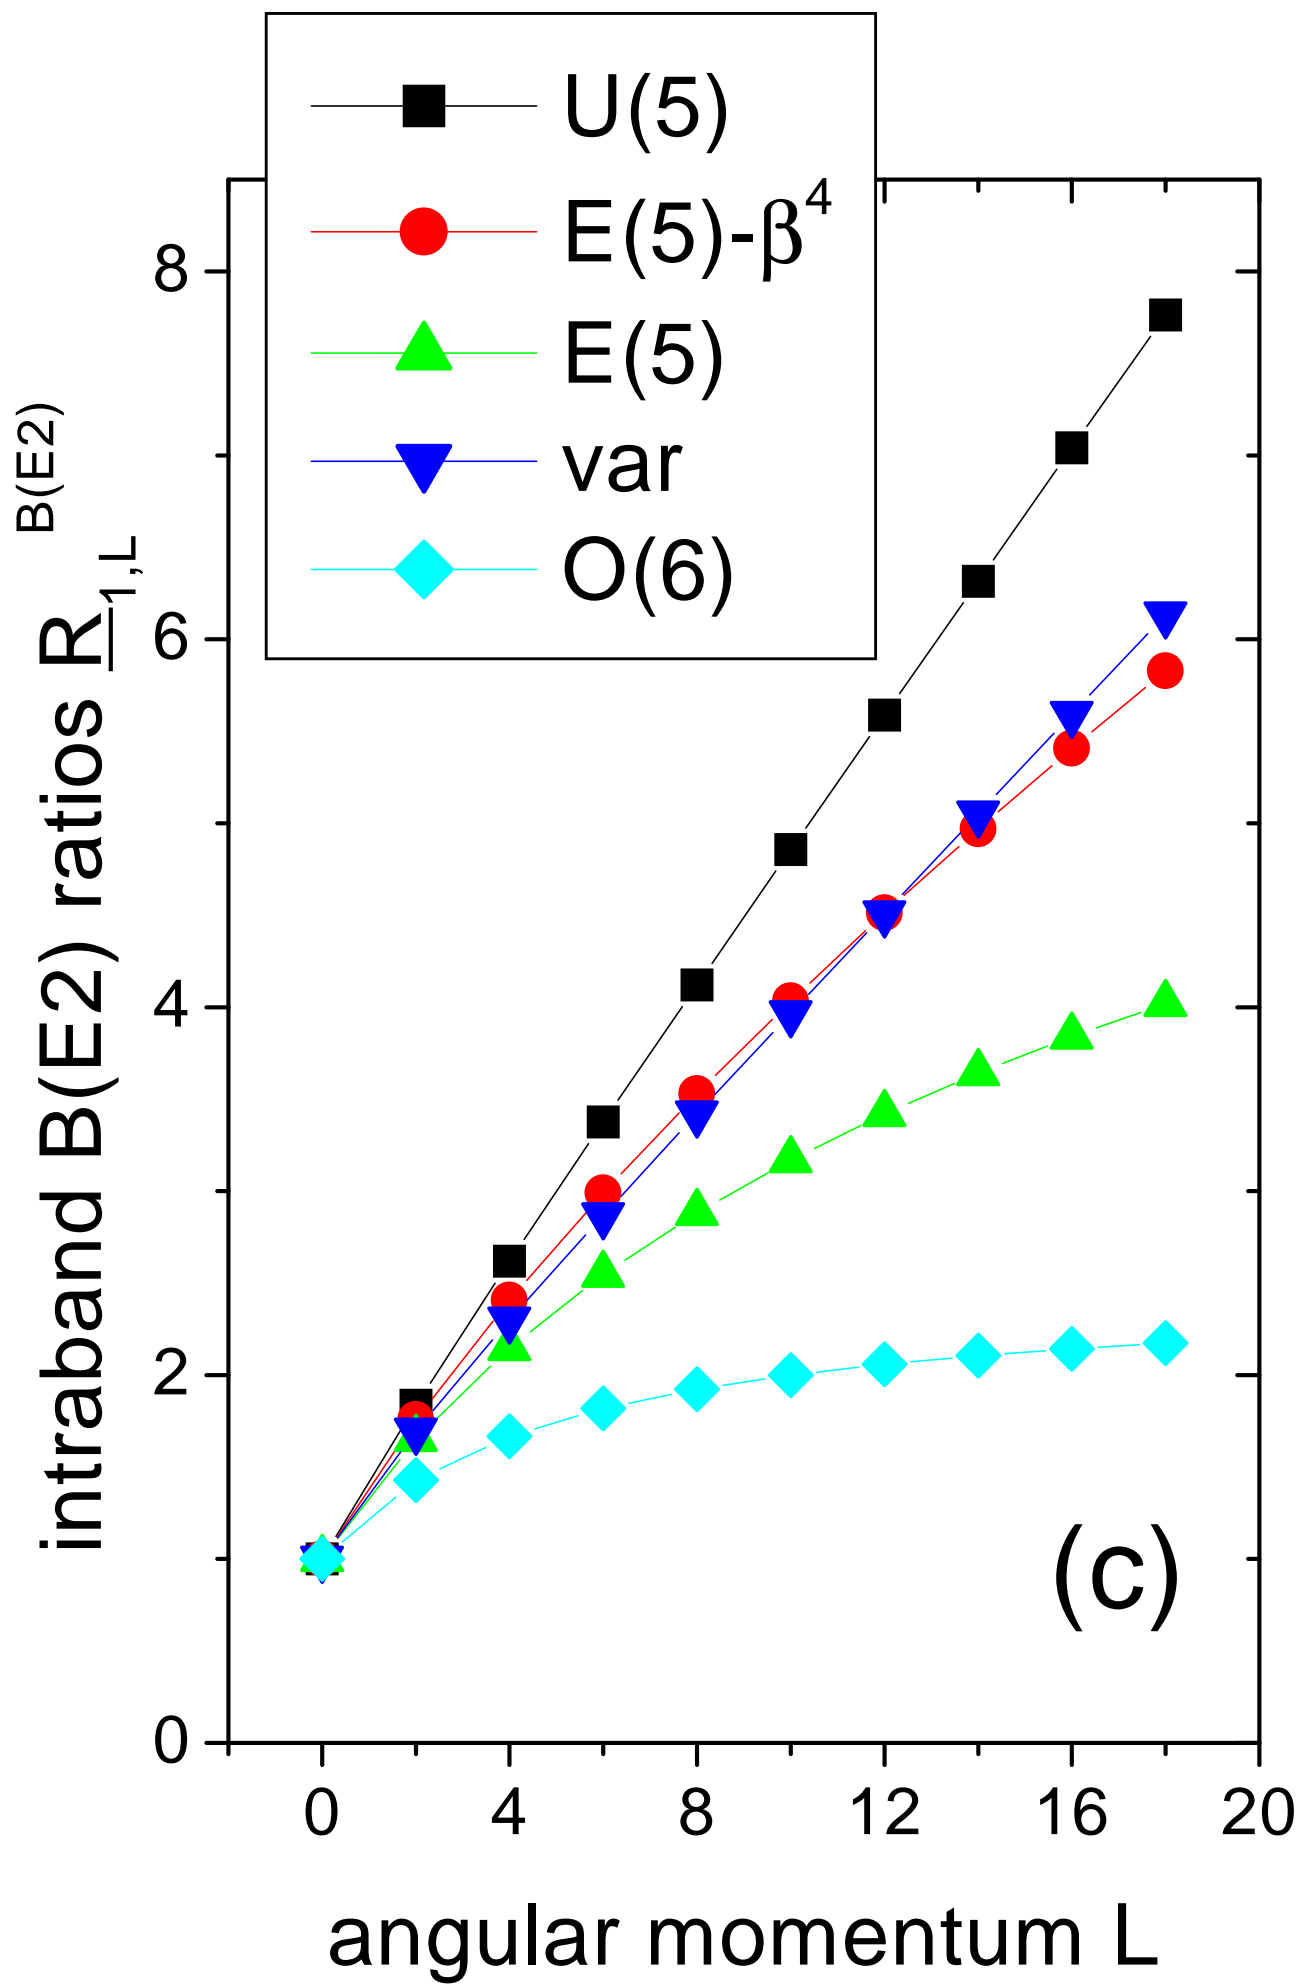 U(5)
E(5)-β⁴
E(5)
var
O(6)
intraband B(E2) ratios R₁,L^B(E2)
8
6
4
2
0
(c)
0 4 8 12 16 20
angular momentum L